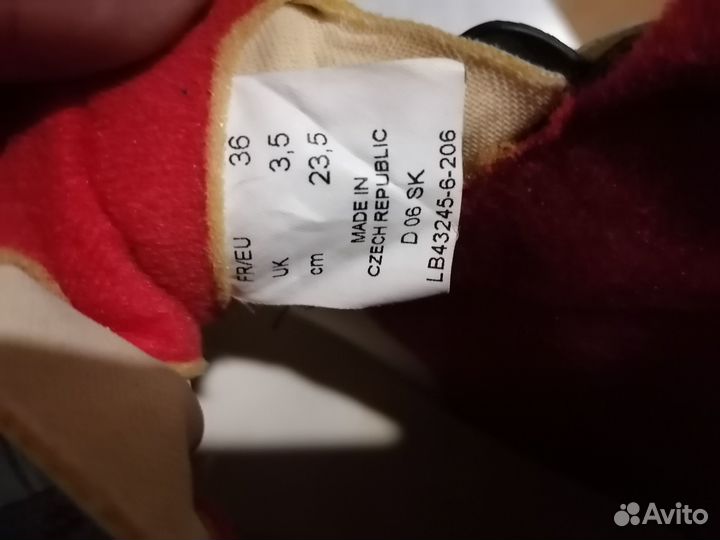 FR/EU 36
UK 3,5
cm 23,5
MADE IN
CZECH REPUBLIC
D 06 SK
LB43245-6-206
Avito